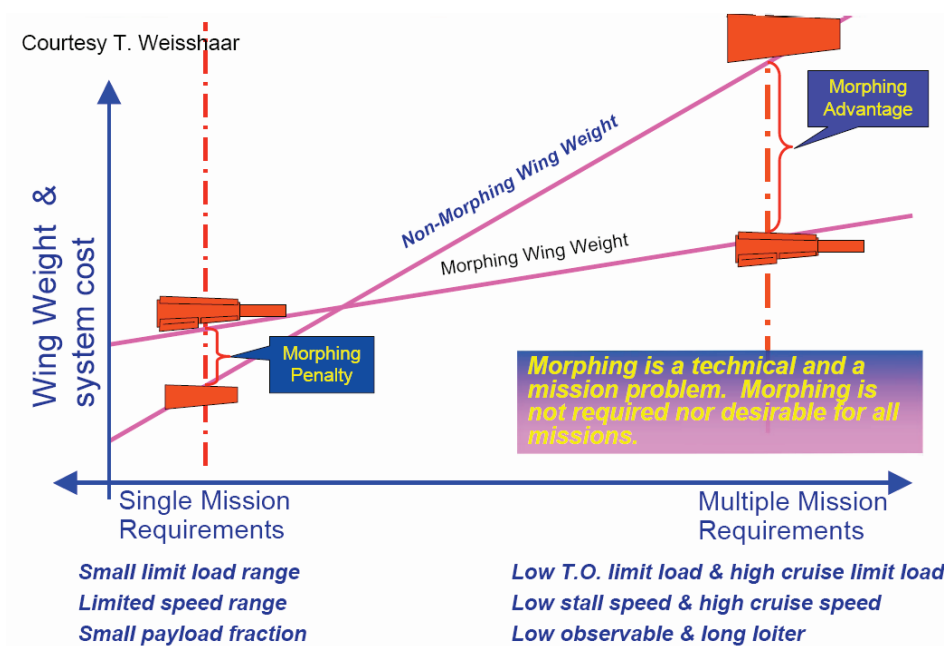 Courtesy T. Weisshaar
Morphing
Advantage
Non-Morphing Wing Weight
Morphing Wing Weight
Wing Weight &
system cost
Morphing
Penalty
Morphing is a technical and a
mission problem. Morphing is
not required nor desirable for all
missions.
Single Mission
Requirements
Multiple Mission
Requirements
Small limit load range
Limited speed range
Small payload fraction
Low T.O. limit load & high cruise limit load
Low stall speed & high cruise speed
Low observable & long loiter